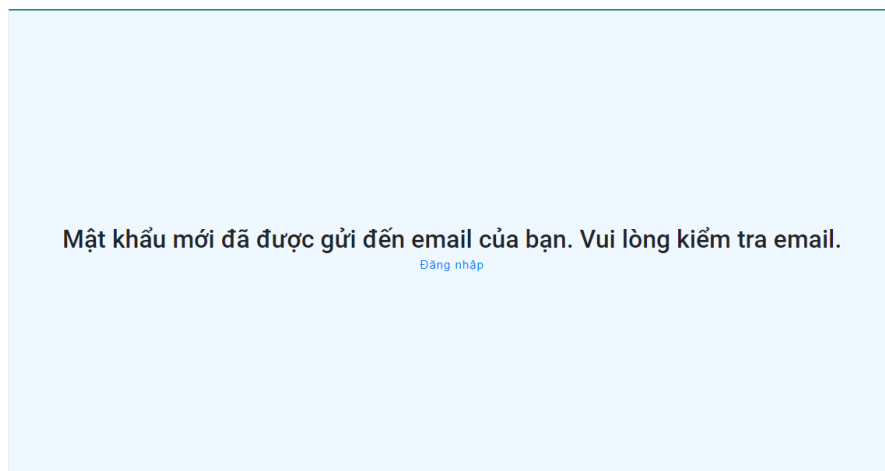 Mật khẩu mới đã được gửi đến email của bạn. Vui lòng kiểm tra email.
Đăng nhập